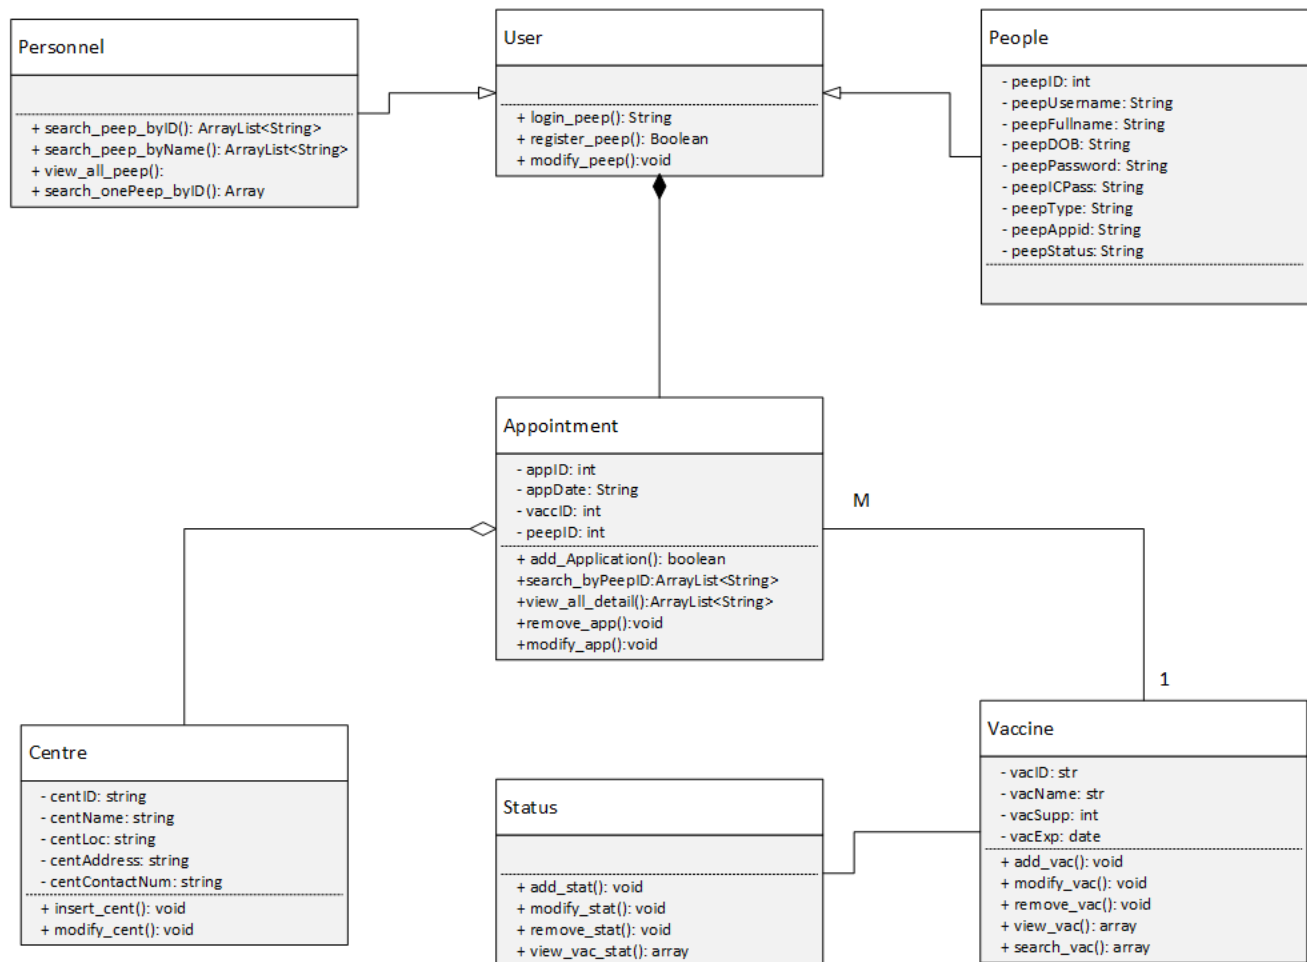 Personnel
+ search_peep_byID(): ArrayList<String>
+ search_peep_byName(): ArrayList<String>
+ view_all_peep():
+ search_onePeep_byID(): Array
User
+ login_peep(): String
+ register_peep(): Boolean
+ modify_peep():void
People
- peepID: int
- peepUsername: String
- peepFullname: String
- peepDOB: String
- peepPassword: String
- peepICPass: String
- peepType: String
- peepAppid: String
- peepStatus: String
Appointment
- appID: int
- appDate: String
- vaccID: int
- peepID: int
+ add_Application(): boolean
+search_byPeepID:ArrayList<String>
+view_all_detail():ArrayList<String>
+remove_app():void
+modify_app():void
M
1
Centre
- centID: string
- centName: string
- centLoc: string
- centAddress: string
- centContactNum: string
+ insert_cent(): void
+ modify_cent(): void
Status
+ add_stat(): void
+ modify_stat(): void
+ remove_stat(): void
+ view_vac_stat(): array
Vaccine
- vacID: str
- vacName: str
- vacSupp: int
- vacExp: date
+ add_vac(): void
+ modify_vac(): void
+ remove_vac(): void
+ view_vac(): array
+ search_vac(): array